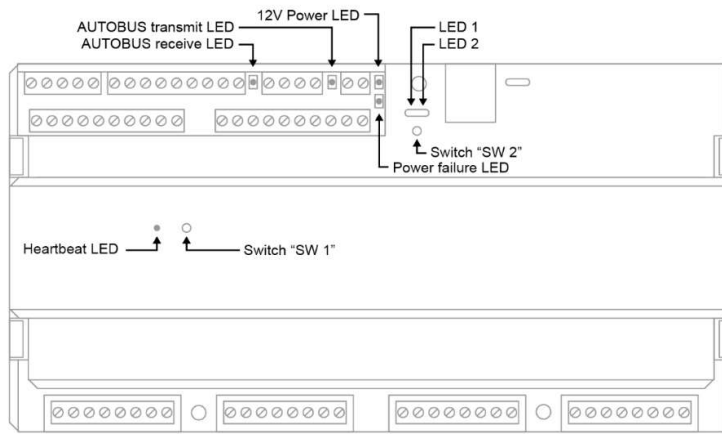 12V Power LED
AUTOBUS transmit LED
LED 1
AUTOBUS receive LED
LED 2
Switch “SW 2”
Power failure LED
Heartbeat LED
Switch “SW 1”